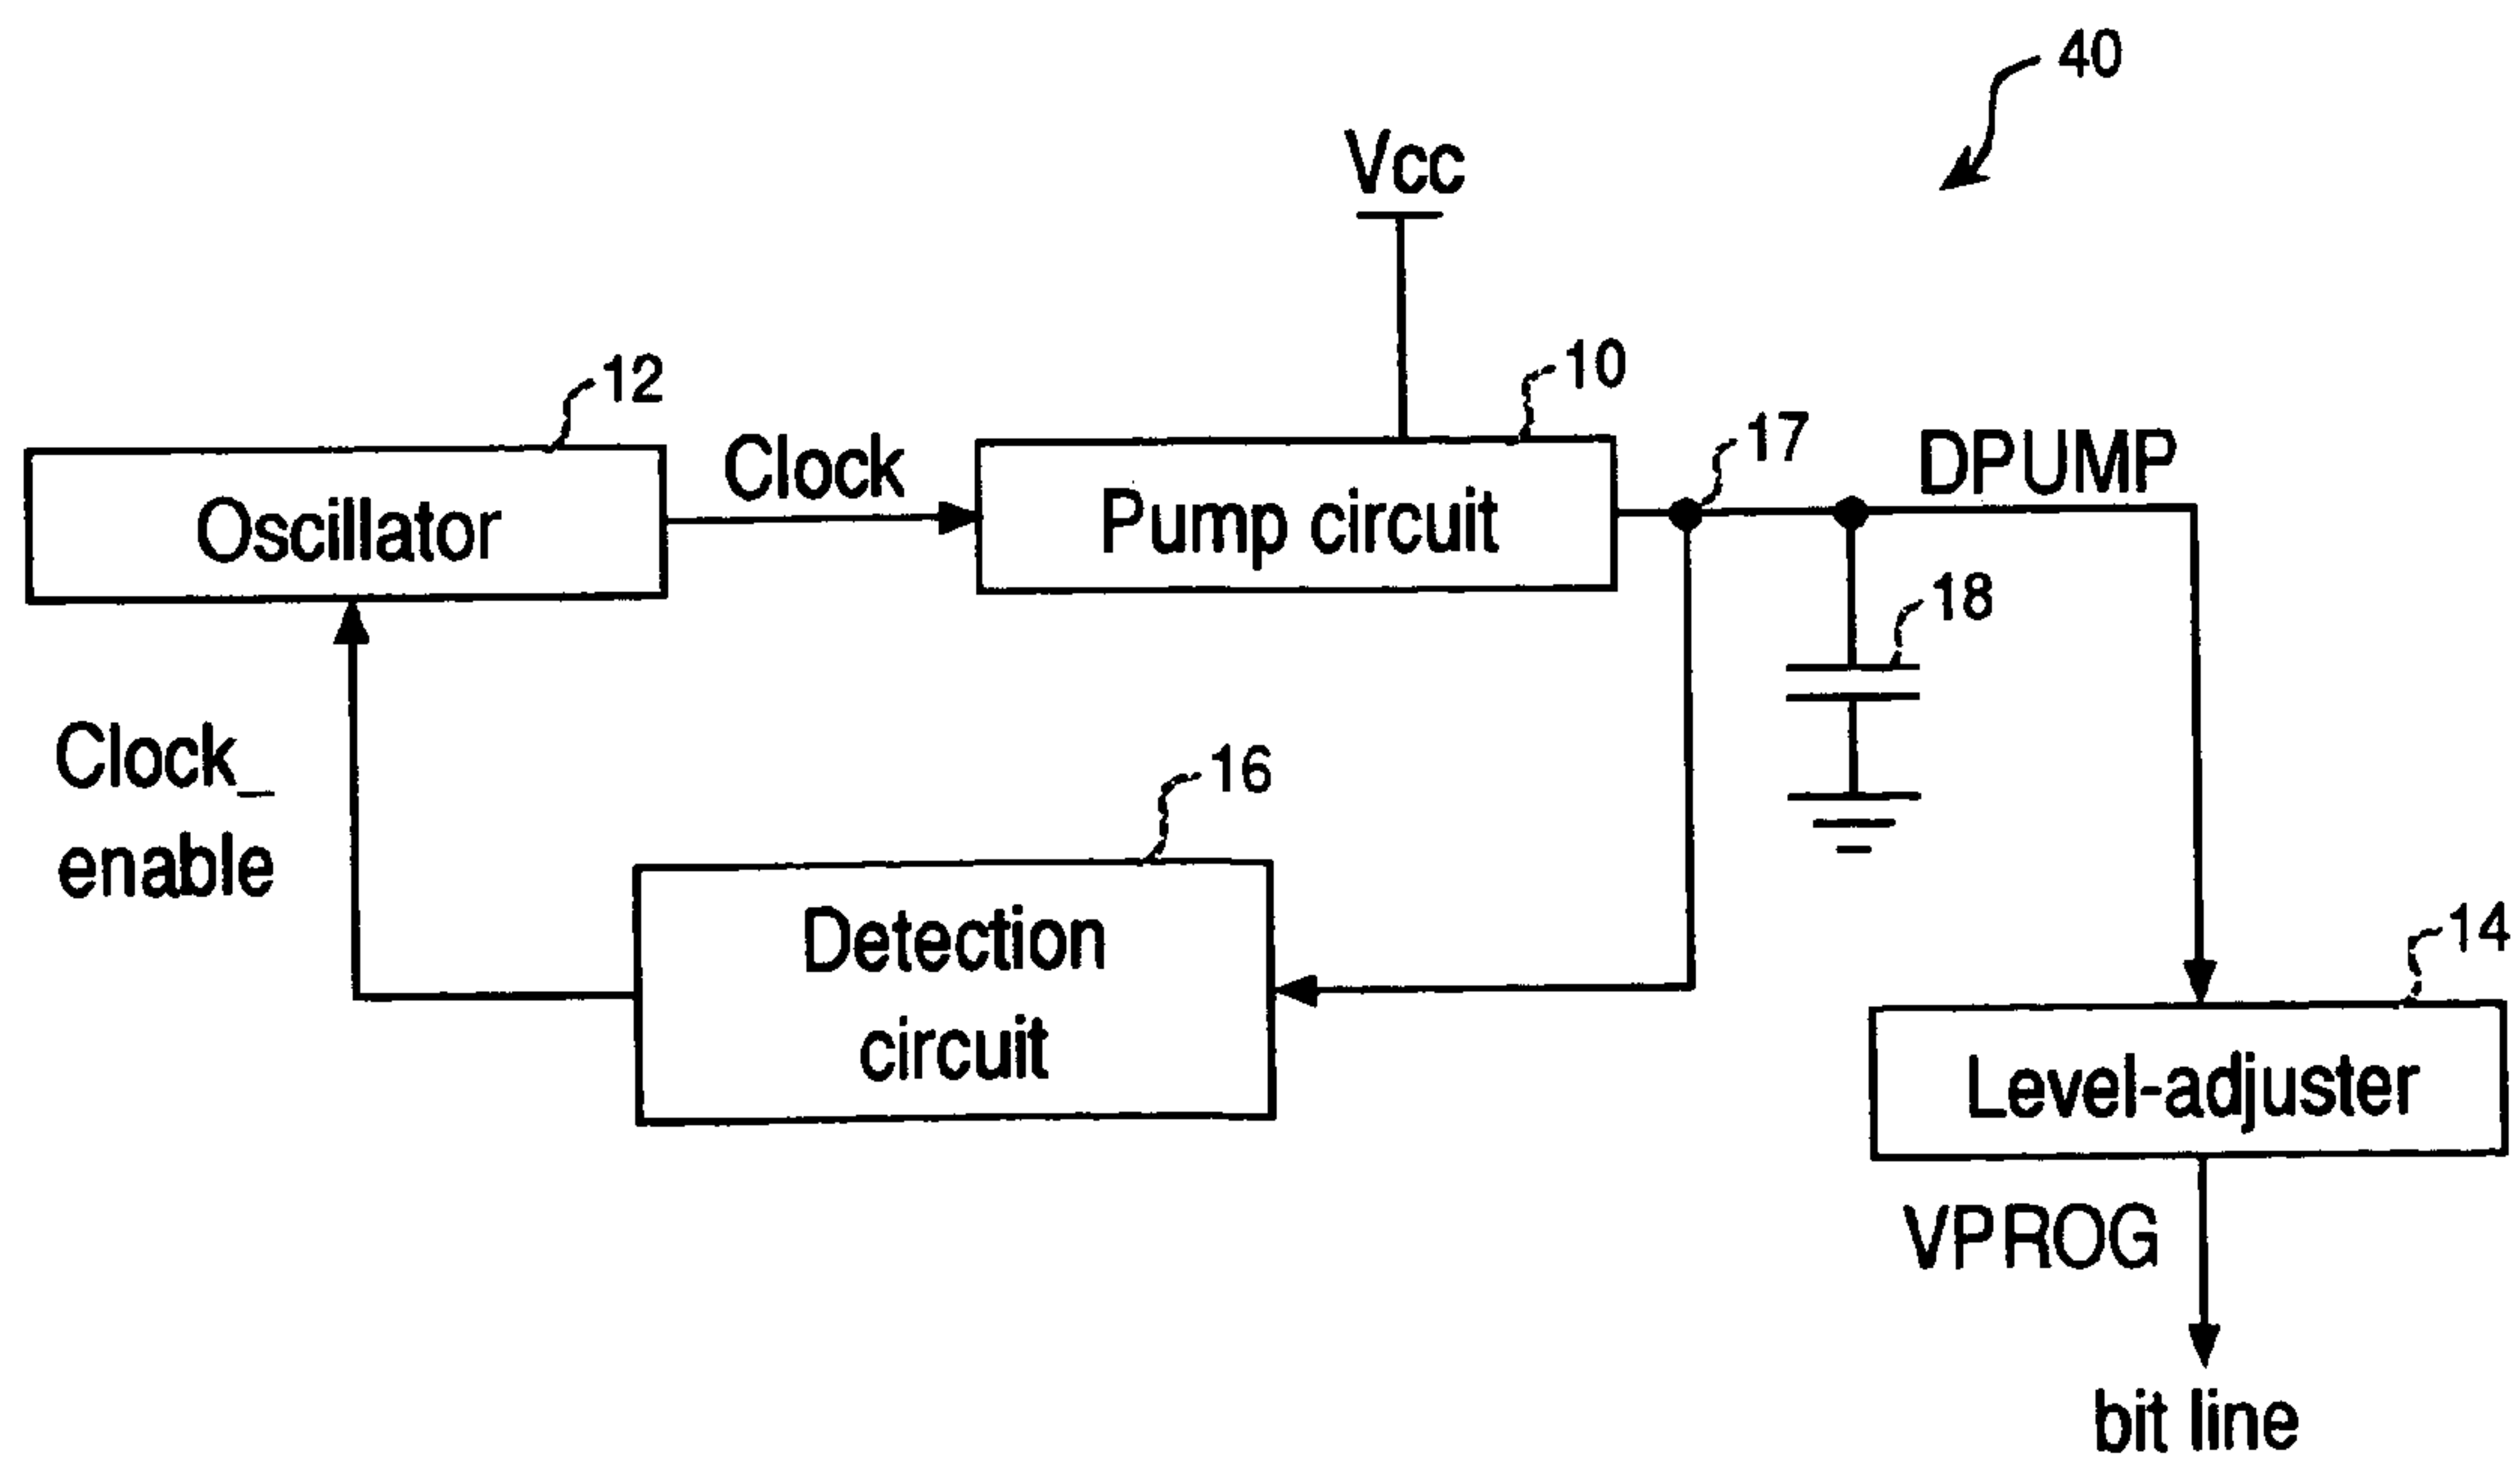 40
Vcc
12
10
17
Clock
DPUMP
Oscillator
Pump circuit
18
Clock_
enable
16
Detection
circuit
14
Level-adjuster
VPROG
bit line